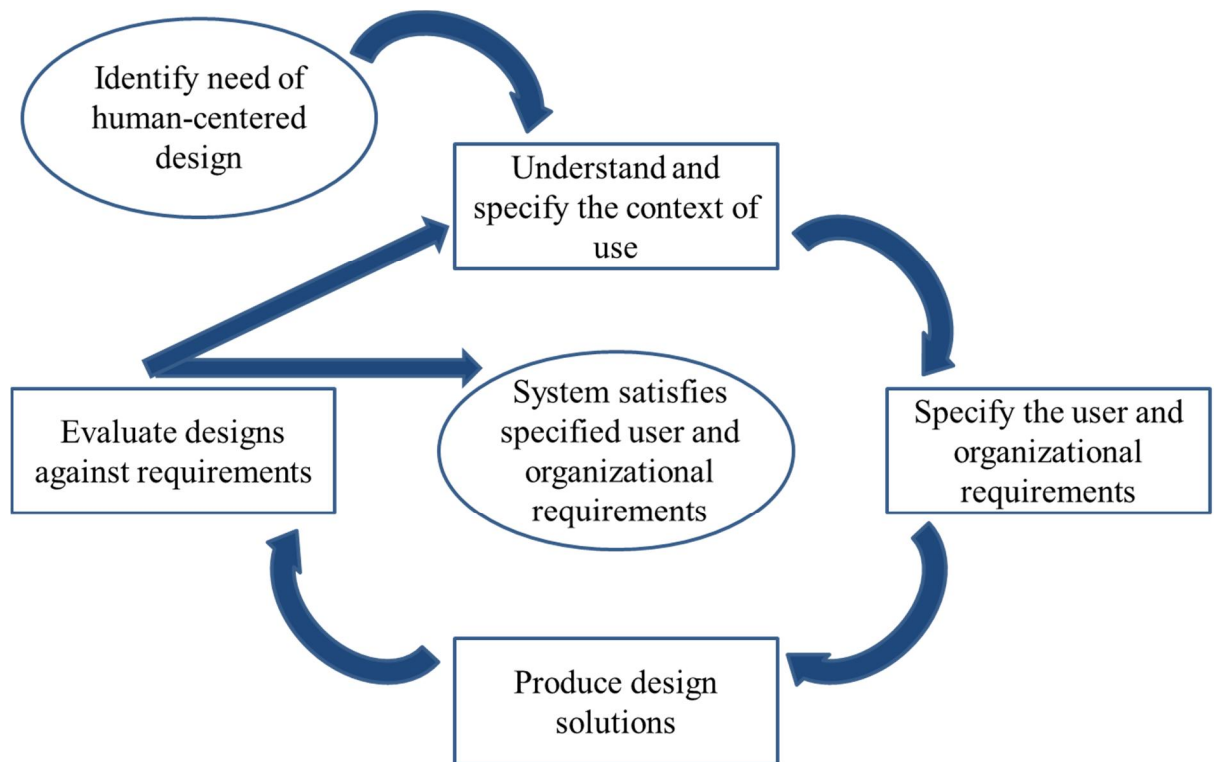 Identify need of
human-centered
design
Understand and
specify the context of
use
Specify the user and
organizational
requirements
Produce design
solutions
Evaluate designs
against requirements
System satisfies
specified user and
organizational
requirements